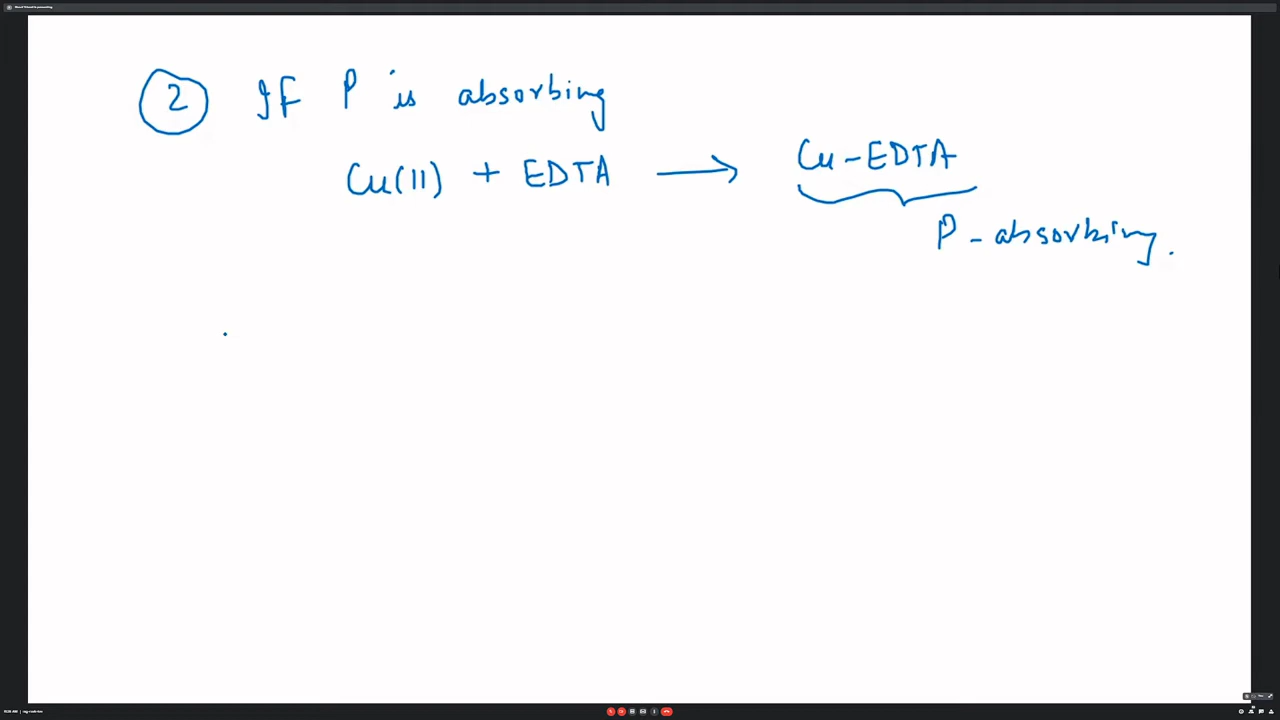 2 If P is absorbing
Cu(II) + EDTA → Cu-EDTA
P - absorbing.